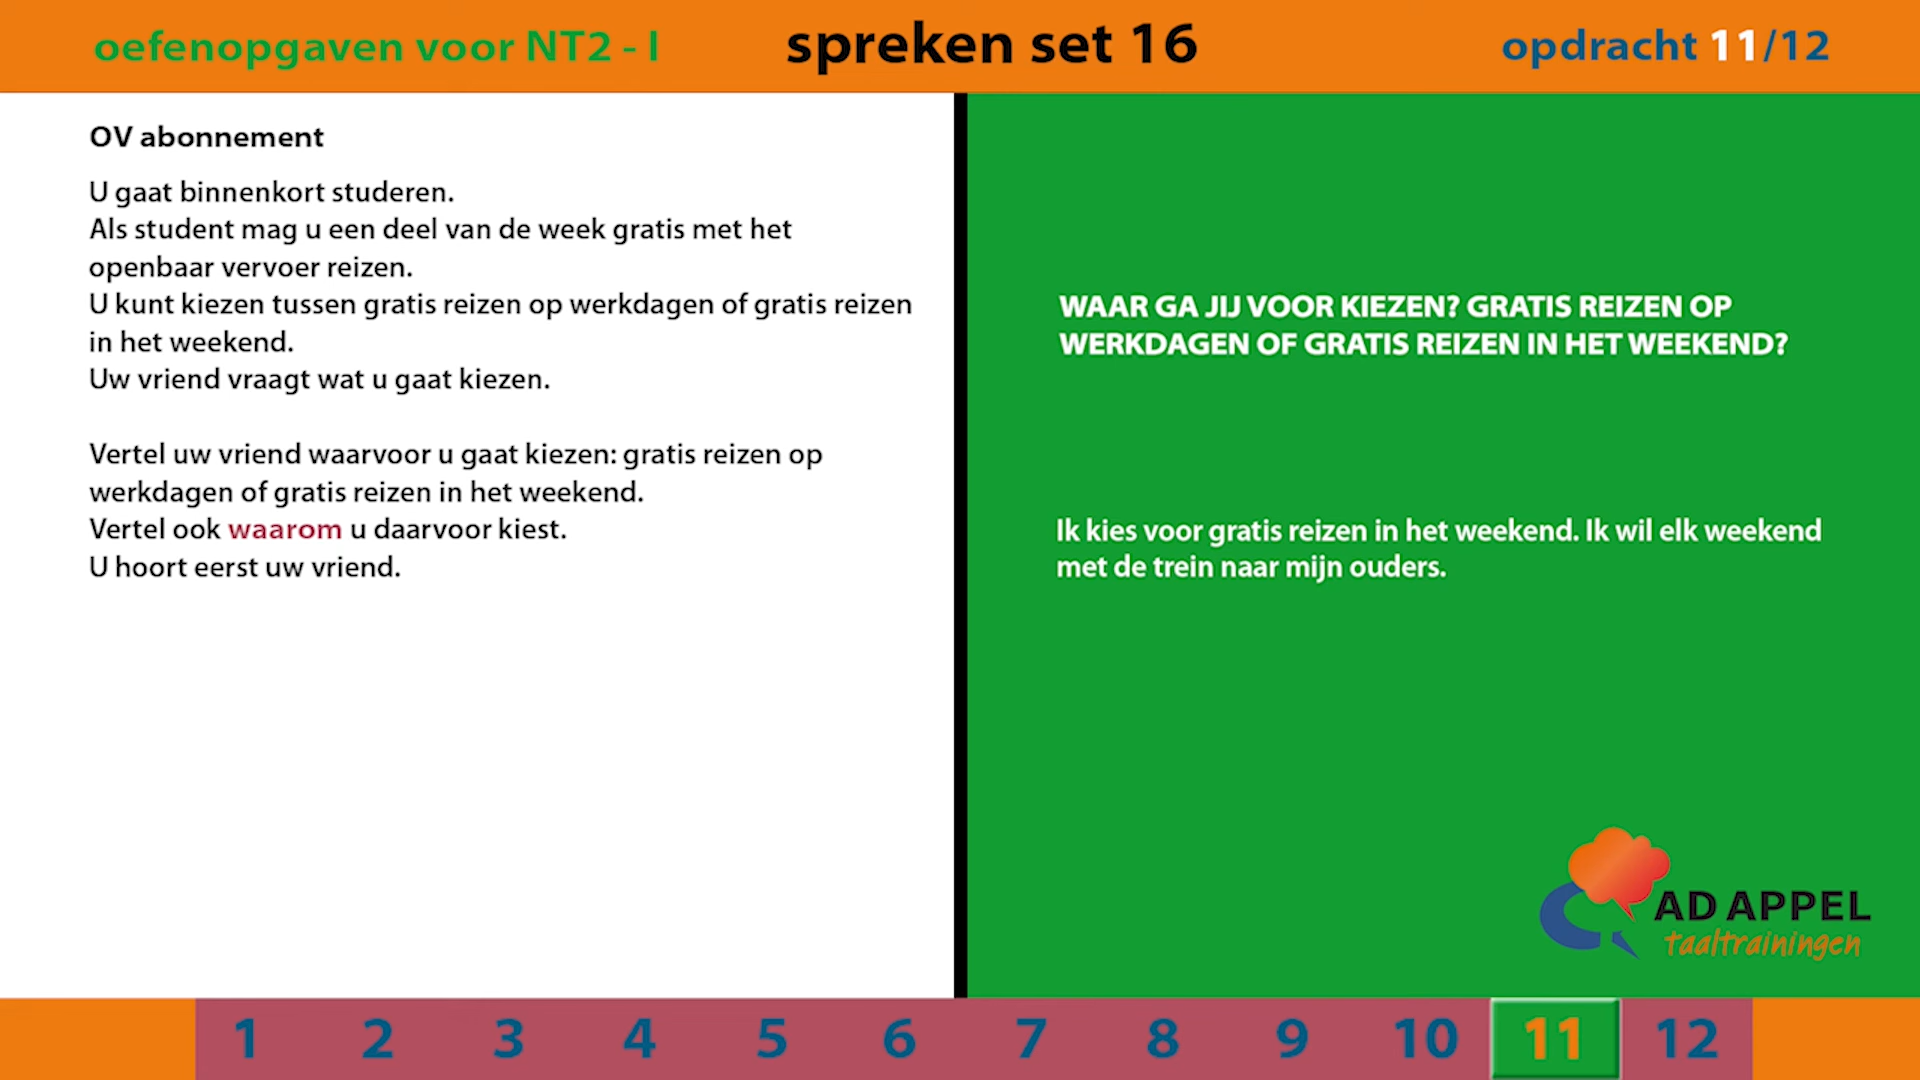 oefenopgaven voor NT2 - I
spreken set 16
opdracht 11/12
OV abonnement
U gaat binnenkort studeren.
Als student mag u een deel van de week gratis met het
openbaar vervoer reizen.
U kunt kiezen tussen gratis reizen op werkdagen of gratis reizen
in het weekend.
Uw vriend vraagt wat u gaat kiezen.
Vertel uw vriend waarvoor u gaat kiezen: gratis reizen op
werkdagen of gratis reizen in het weekend.
Vertel ook waarom u daarvoor kiest.
U hoort eerst uw vriend.
WAAR GA JIJ VOOR KIEZEN? GRATIS REIZEN OP
WERKDAGEN OF GRATIS REIZEN IN HET WEEKEND?
Ik kies voor gratis reizen in het weekend. Ik wil elk weekend
met de trein naar mijn ouders.
AD APPEL
taaltrainingen
1 2 3 4 5 6 7 8 9 10 11 12